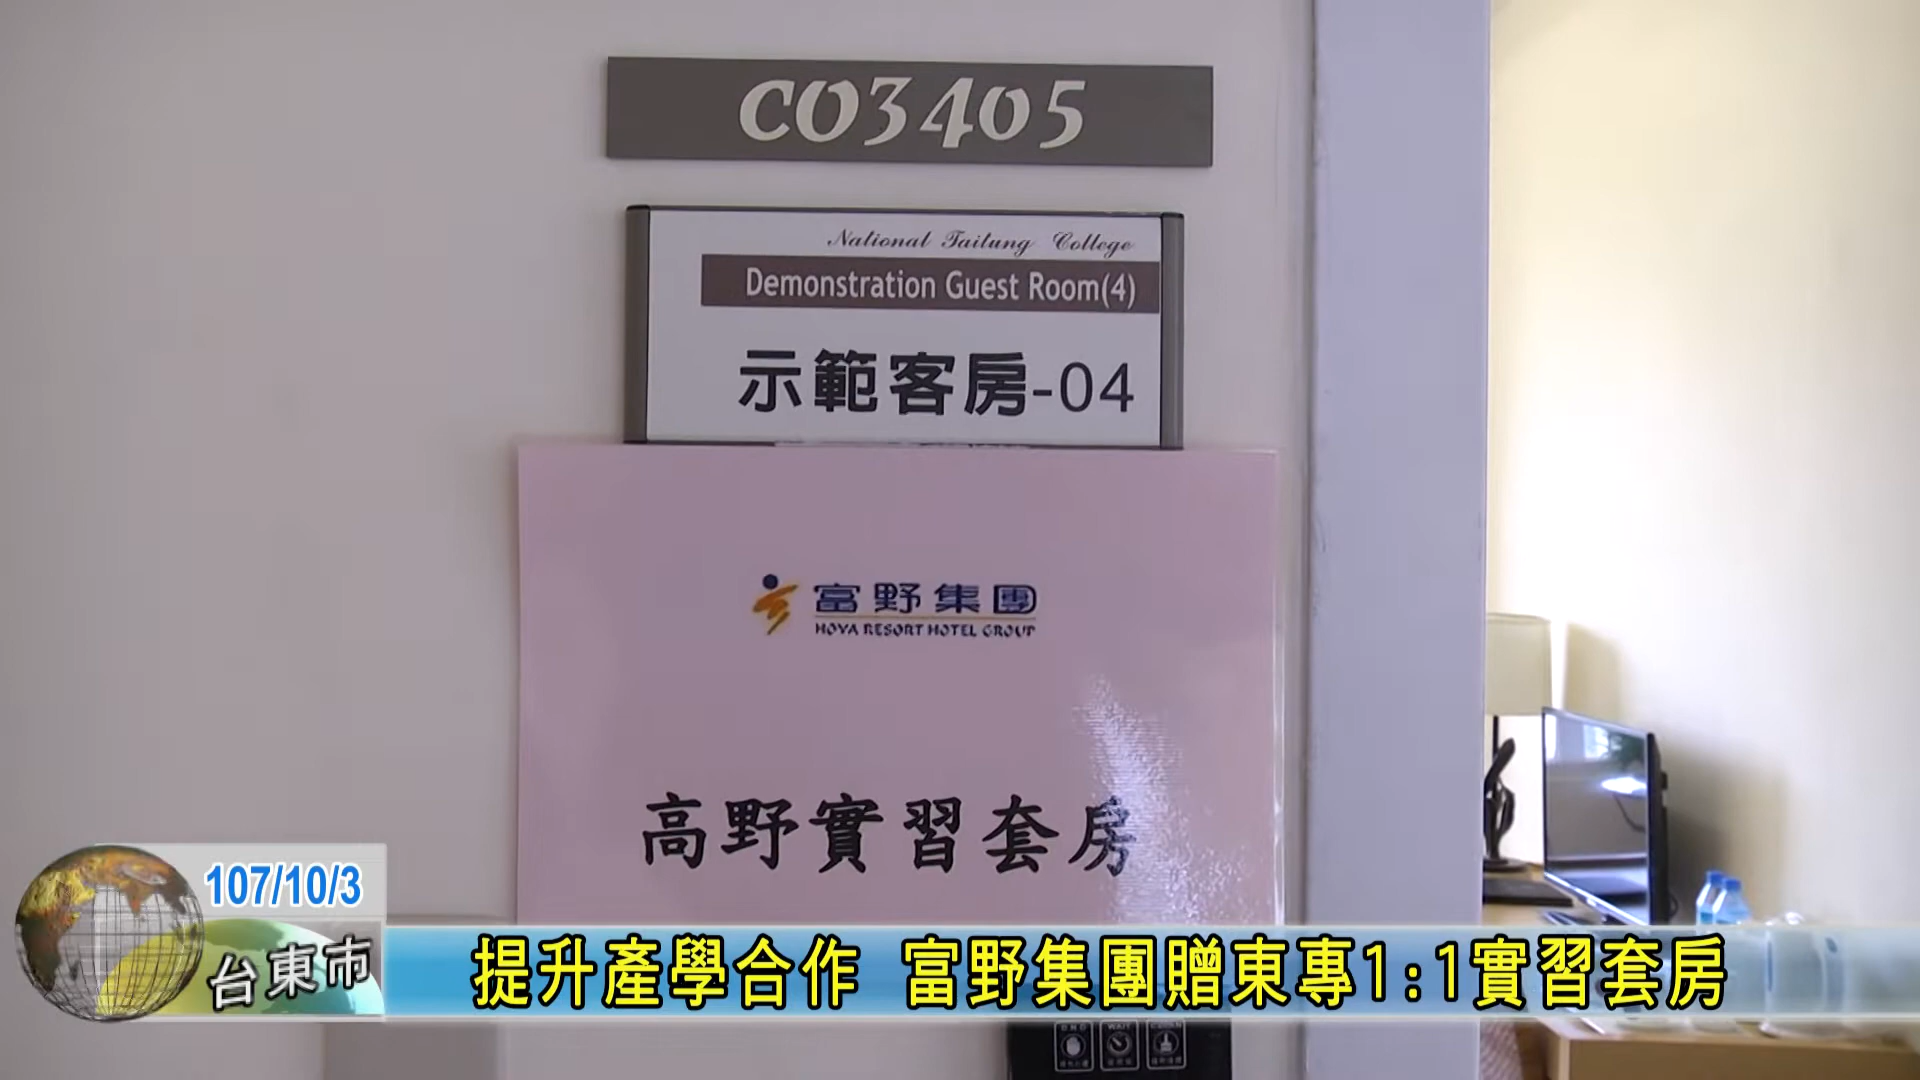 CO3405
National Taitung College
Demonstration Guest Room(4)
示範客房-04
富野集團
HOYA RESORT HOTEL GROUP
高野實習套房
107/10/3
台東市
提升產學合作 富野集團贈東專1:1實習套房
DND
WAIT